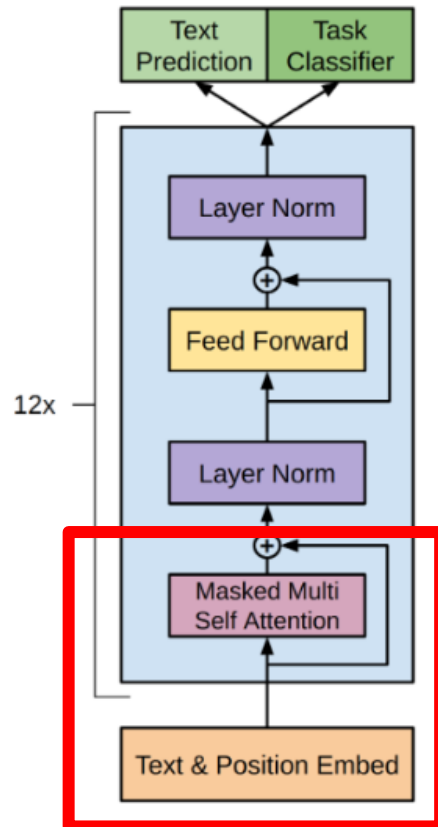 Text
Prediction
Task
Classifier
Layer Norm
+
Feed Forward
12x
Layer Norm
+
Masked Multi
Self Attention
Text & Position Embed